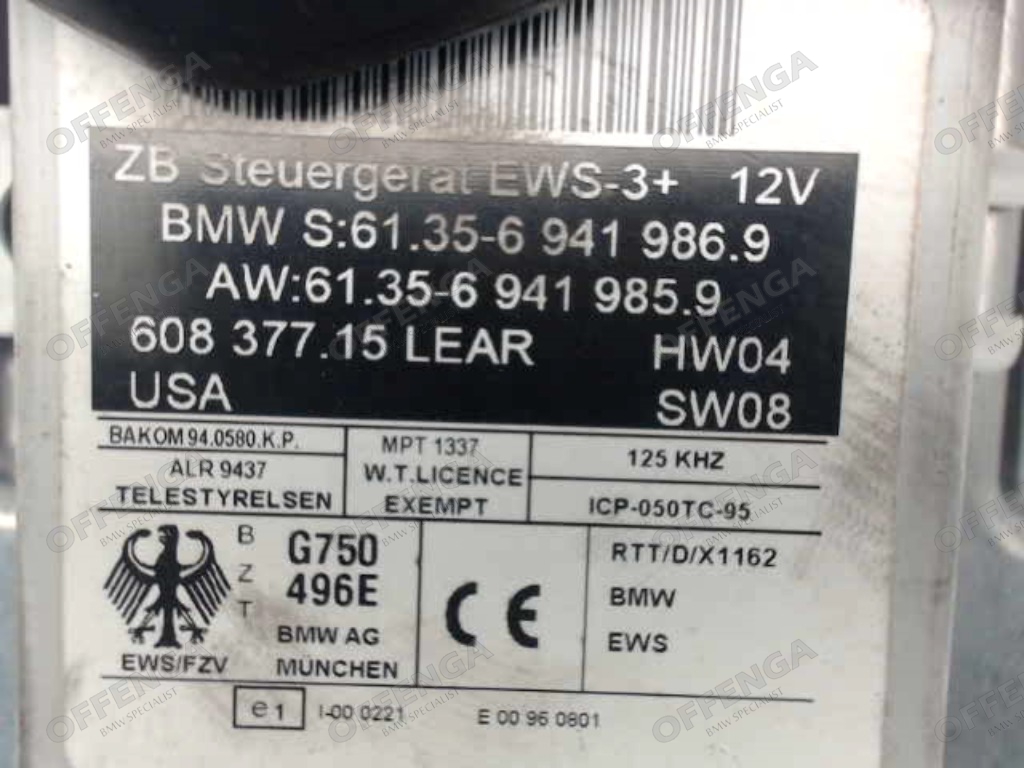 ZB Steuergerät EWS-3+ 12V
BMW S:61.35-6 941 986.9
AW:61.35-6 941 985.9
608 377.15 LEAR HW04
USA SW08
BAKOM 94.0580.K.P.
ALR 9437
TELESTYRELSEN
MPT 1337
W.T.LICENCE
EXEMPT
125 KHZ
ICP-050TC-95
BZT
G750
496E
BMW AG
MÜNCHEN
EWS/FZV
CE
RTT/D/X1162
BMW
EWS
e1 I-00 0221 E 00 96 0801
OFFENGA
BMW SPECIALIST